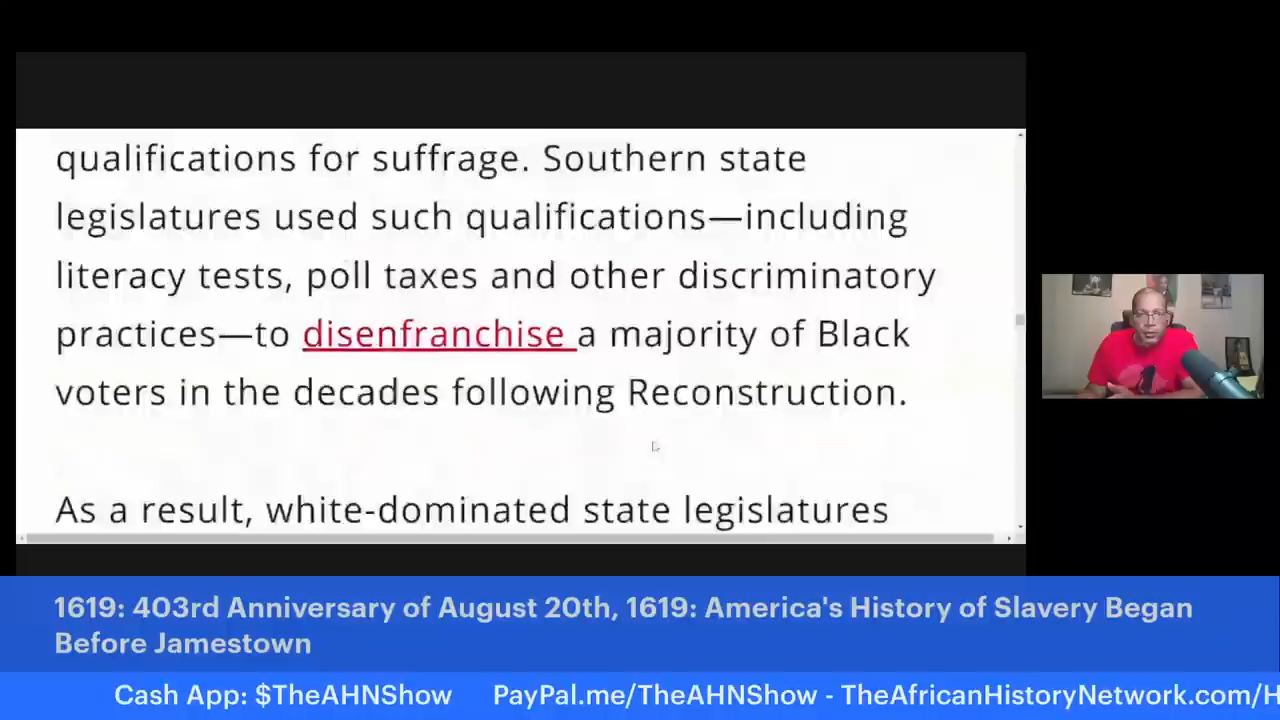 qualifications for suffrage. Southern state
legislatures used such qualifications—including
literacy tests, poll taxes and other discriminatory
practices—to disenfranchise a majority of Black
voters in the decades following Reconstruction.
As a result, white-dominated state legislatures
1619: 403rd Anniversary of August 20th, 1619: America's History of Slavery Began
Before Jamestown
Cash App: $TheAHNShow PayPal.me/TheAHNShow - TheAfricanHistoryNetwork.com/H